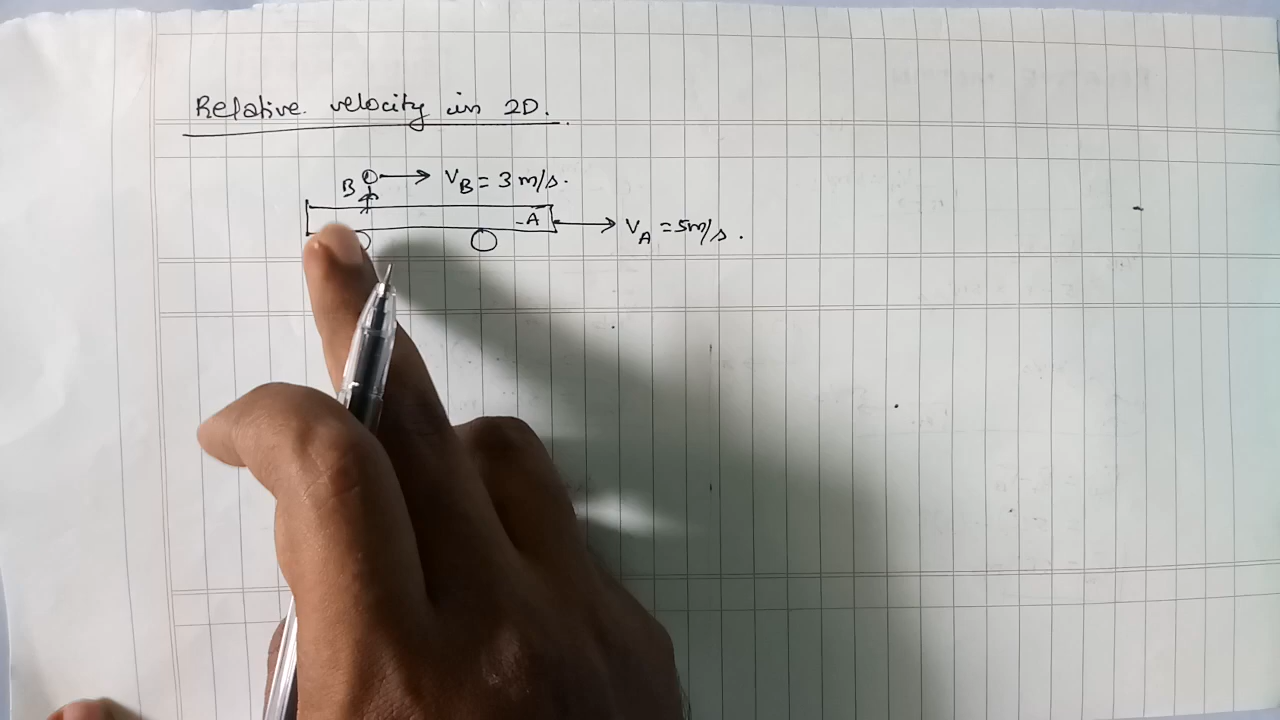 Relative velocity in 2D.
B V_B = 3 m/s.
A V_A = 5m/s.